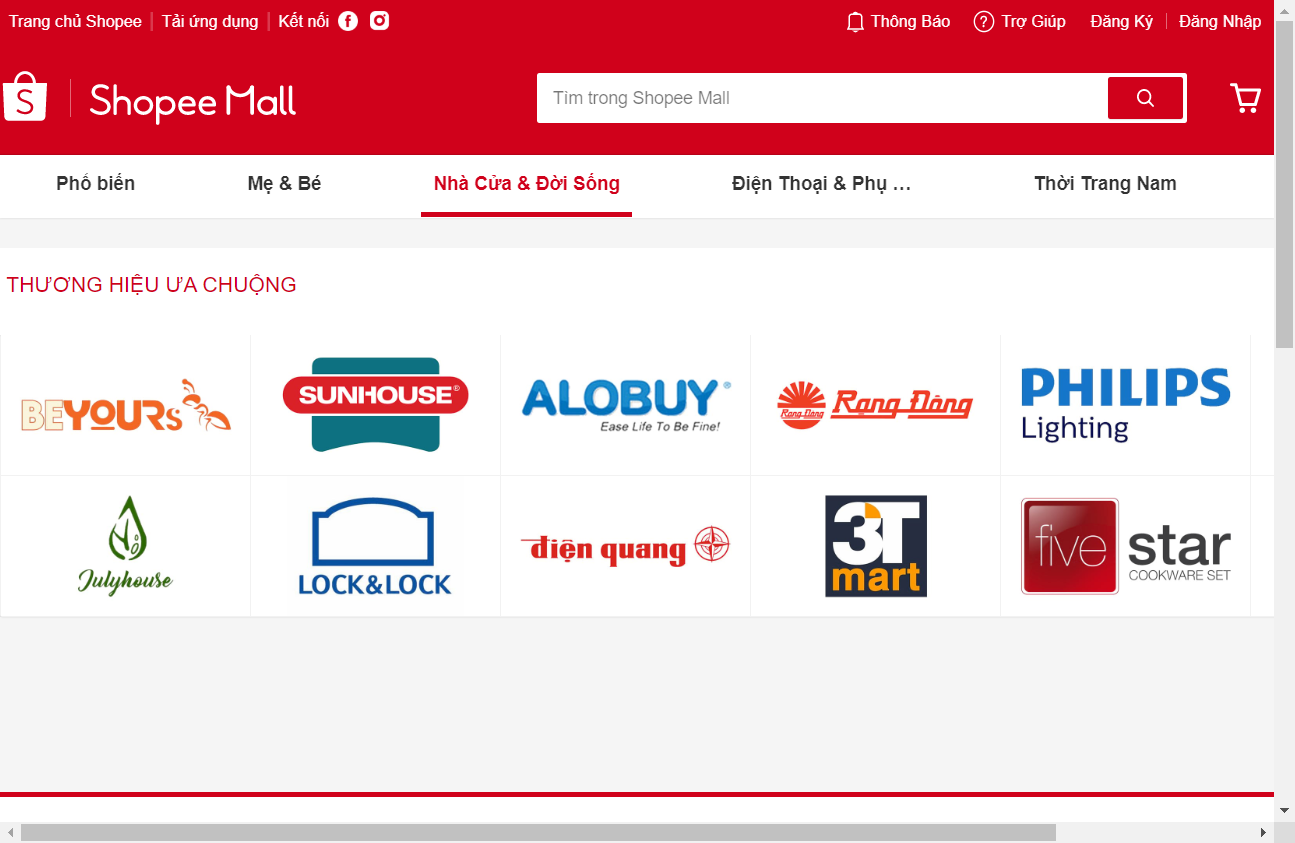 Trang chủ Shopee Tải ứng dụng Kết nối Thông Báo Trợ Giúp Đăng Ký Đăng Nhập
S Shopee Mall Tìm trong Shopee Mall
Phổ biến Mẹ & Bé Nhà Cửa & Đời Sống Điện Thoại & Phụ ... Thời Trang Nam
THƯƠNG HIỆU ƯA CHUỘNG
BEYOURs
SUNHOUSE®
ALOBUY®
Ease Life To Be Fine!
Rạng Đông
Rạng Đông
PHILIPS
Lighting
Julyhouse
LOCK&LOCK
điện quang
3T
mart
five star
COOKWARE SET